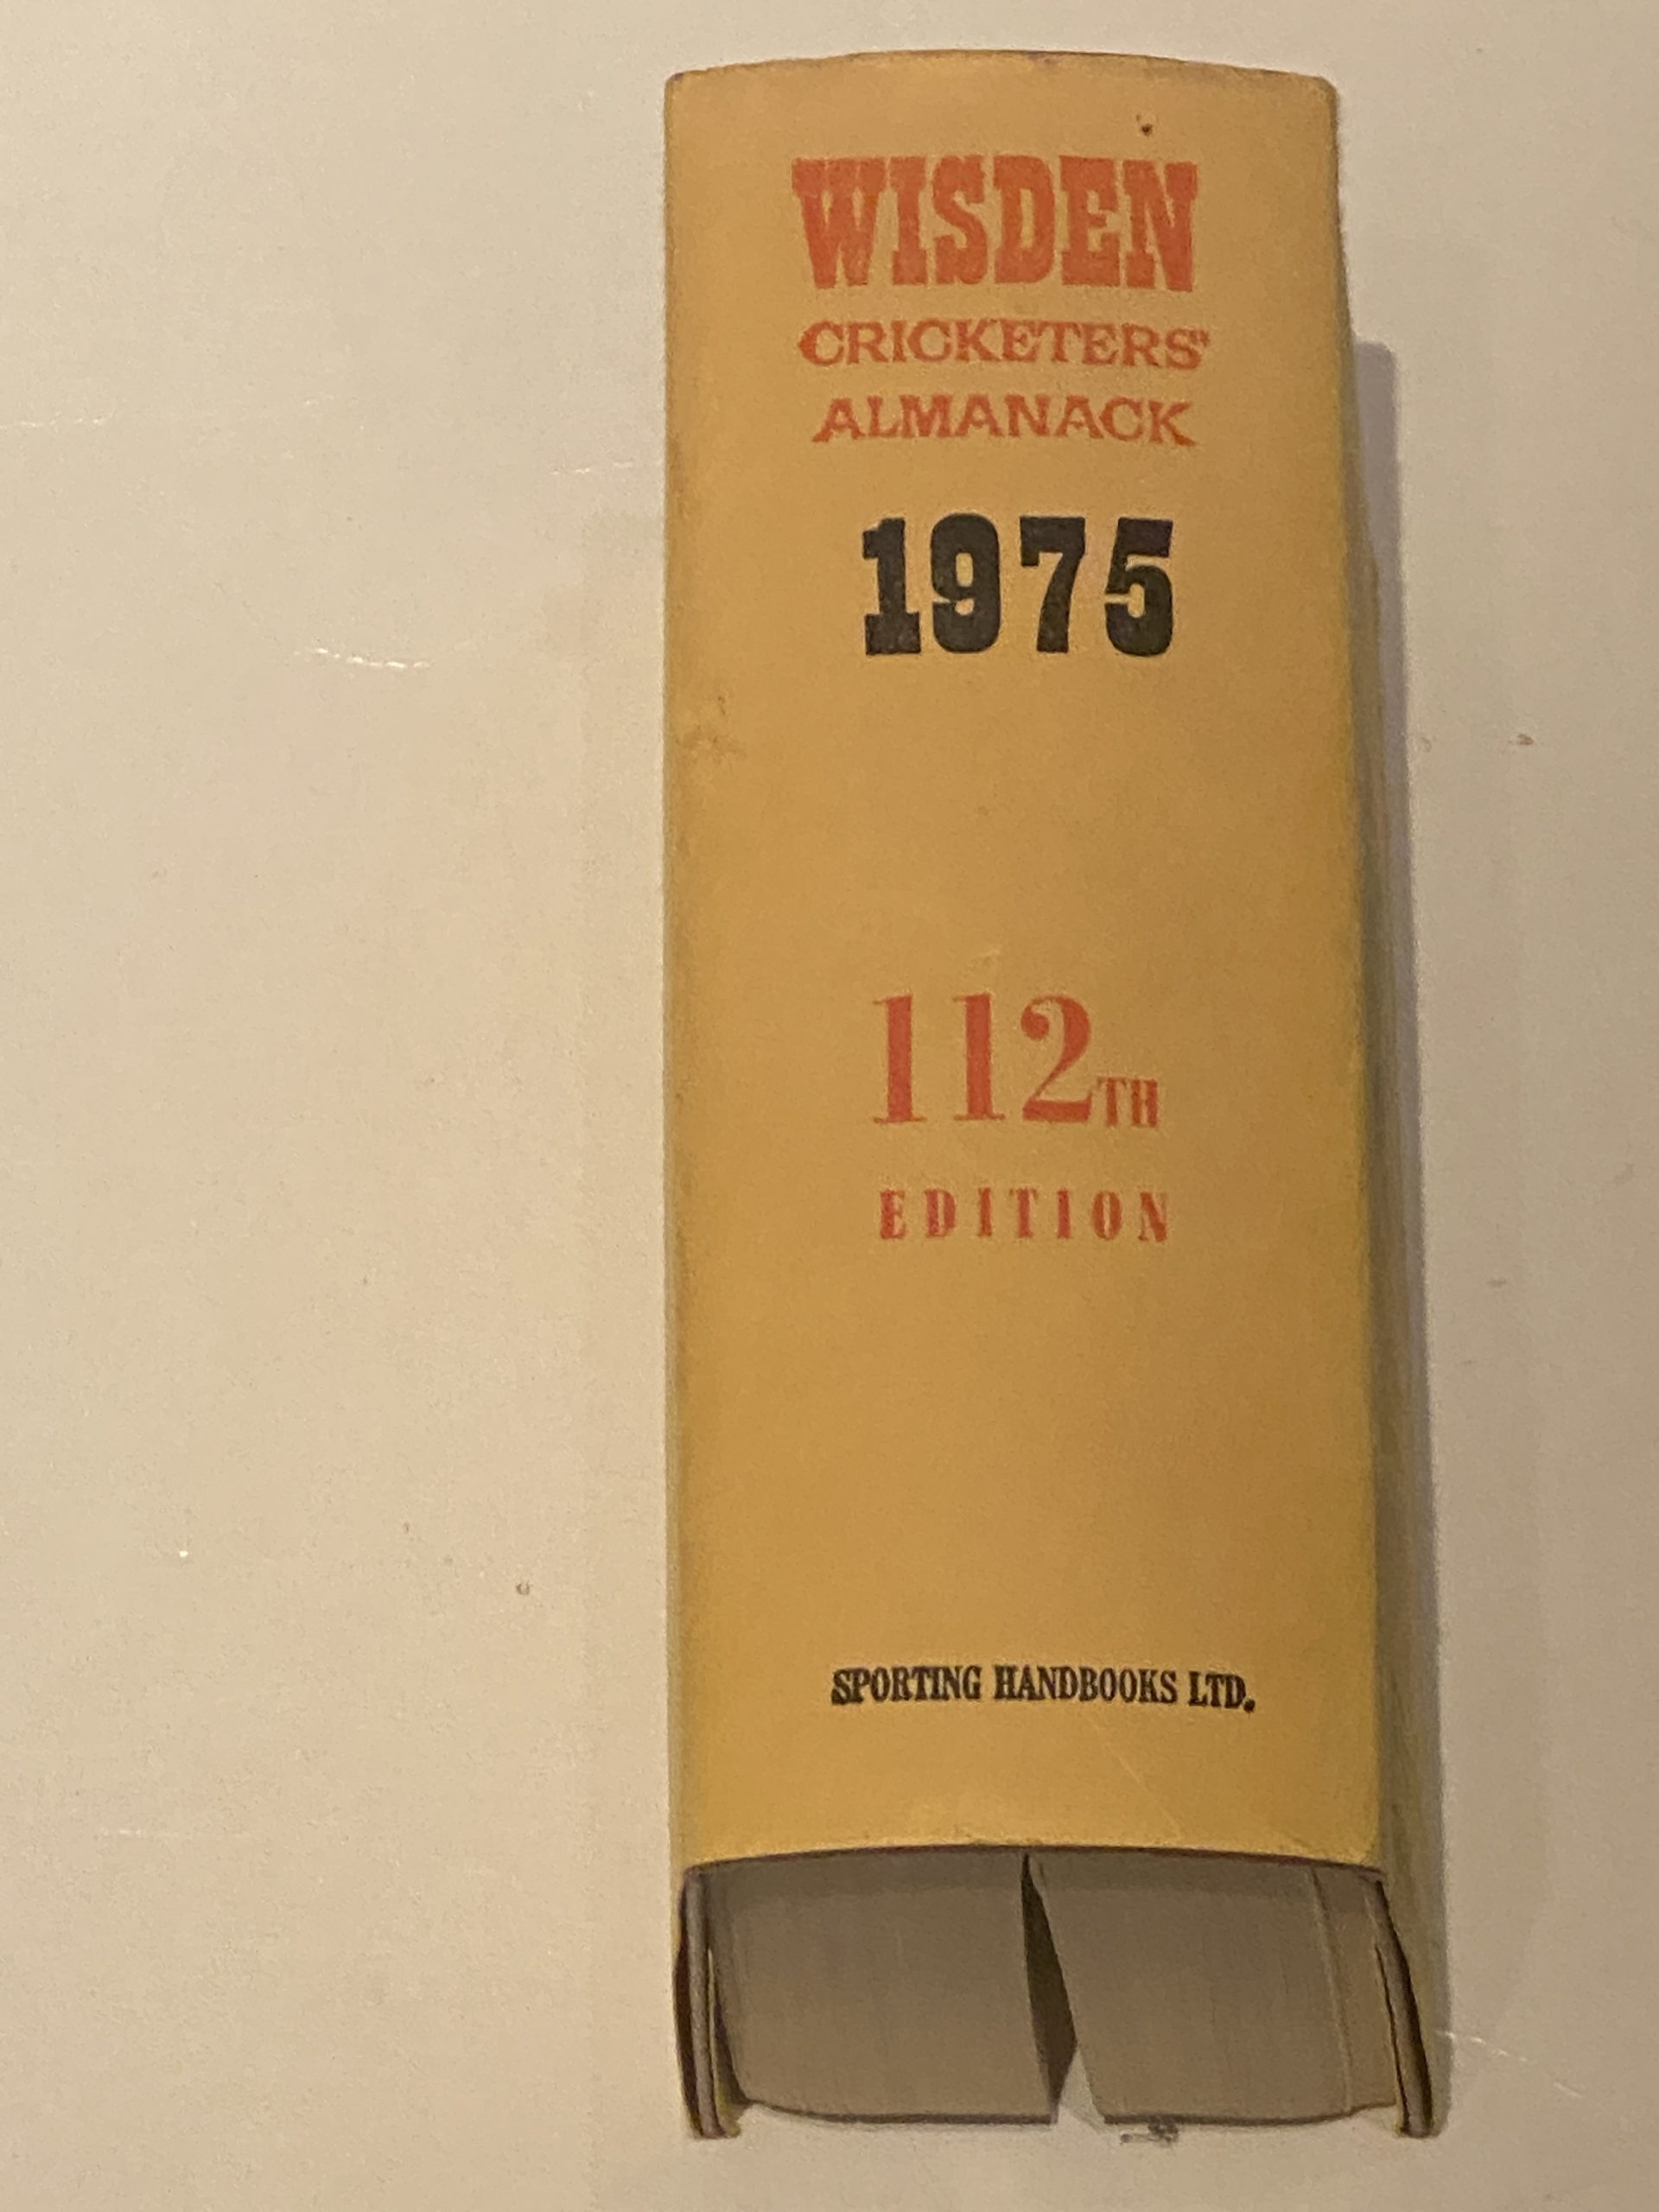 WISDEN
CRICKETERS'
ALMANACK
1975
112TH
EDITION
SPORTING HANDBOOKS LTD.